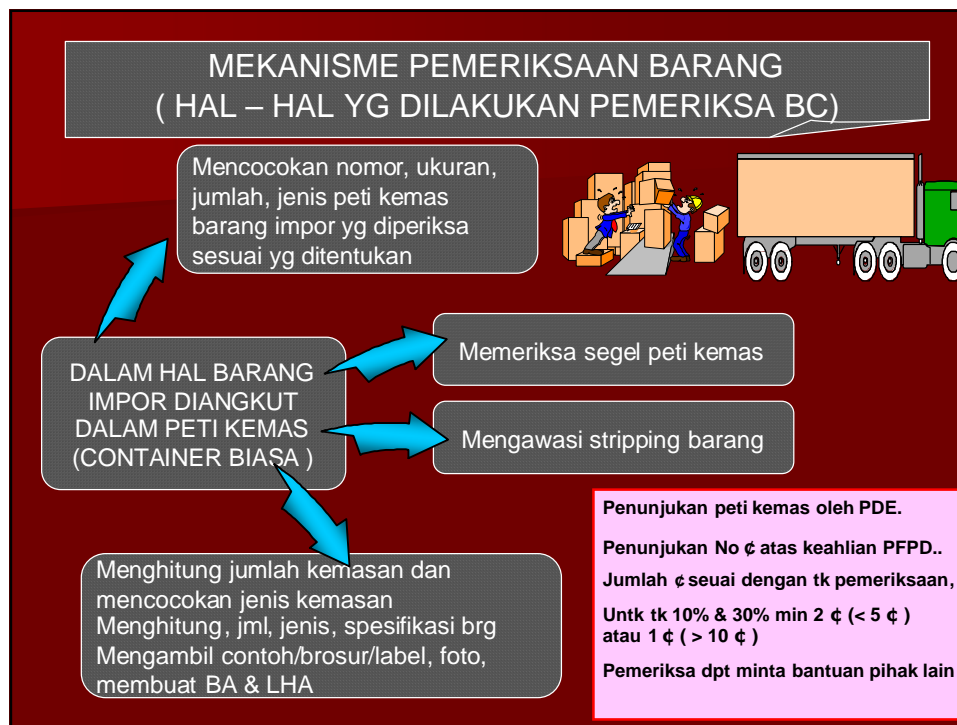 MEKANISME PEMERIKSAAN BARANG
( HAL – HAL YG DILAKUKAN PEMERIKSA BC)
Mencocokan nomor, ukuran,
jumlah, jenis peti kemas
barang impor yg diperiksa
sesuai yg ditentukan
DALAM HAL BARANG
IMPOR DIANGKUT
DALAM PETI KEMAS
(CONTAINER BIASA )
Memeriksa segel peti kemas
Mengawasi stripping barang
Menghitung jumlah kemasan dan
mencocokan jenis kemasan
Menghitung, jml, jenis, spesifikasi brg
Mengambil contoh/brosur/label, foto,
membuat BA & LHA
Penunjukan peti kemas oleh PDE.
Penunjukan No ¢ atas keahlian PFPD..
Jumlah ¢ seuai dengan tk pemeriksaan,
Untk tk 10% & 30% min 2 ¢ (< 5 ¢ )
atau 1 ¢ ( > 10 ¢ )
Pemeriksa dpt minta bantuan pihak lain